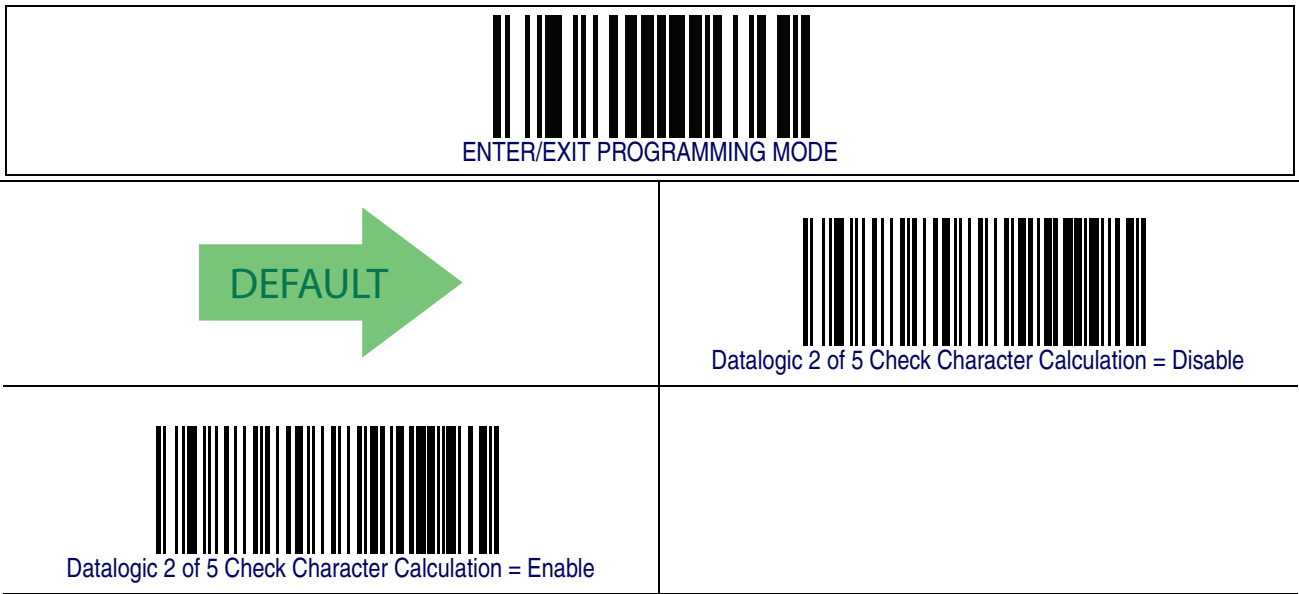 ENTER/EXIT PROGRAMMING MODE
DEFAULT
Datalogic 2 of 5 Check Character Calculation = Disable
Datalogic 2 of 5 Check Character Calculation = Enable